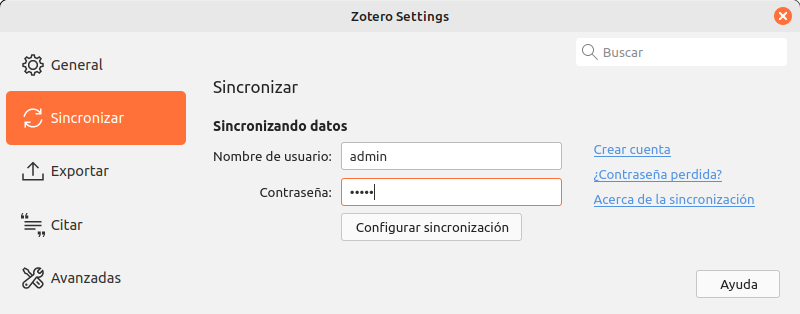 Zotero Settings
Buscar
General
Sincronizar
Exportar
Citar
Avanzadas
Sincronizar
Sincronizando datos
Nombre de usuario: admin
Contraseña: •••••
Configurar sincronización
Crear cuenta
¿Contraseña perdida?
Acerca de la sincronización
Ayuda